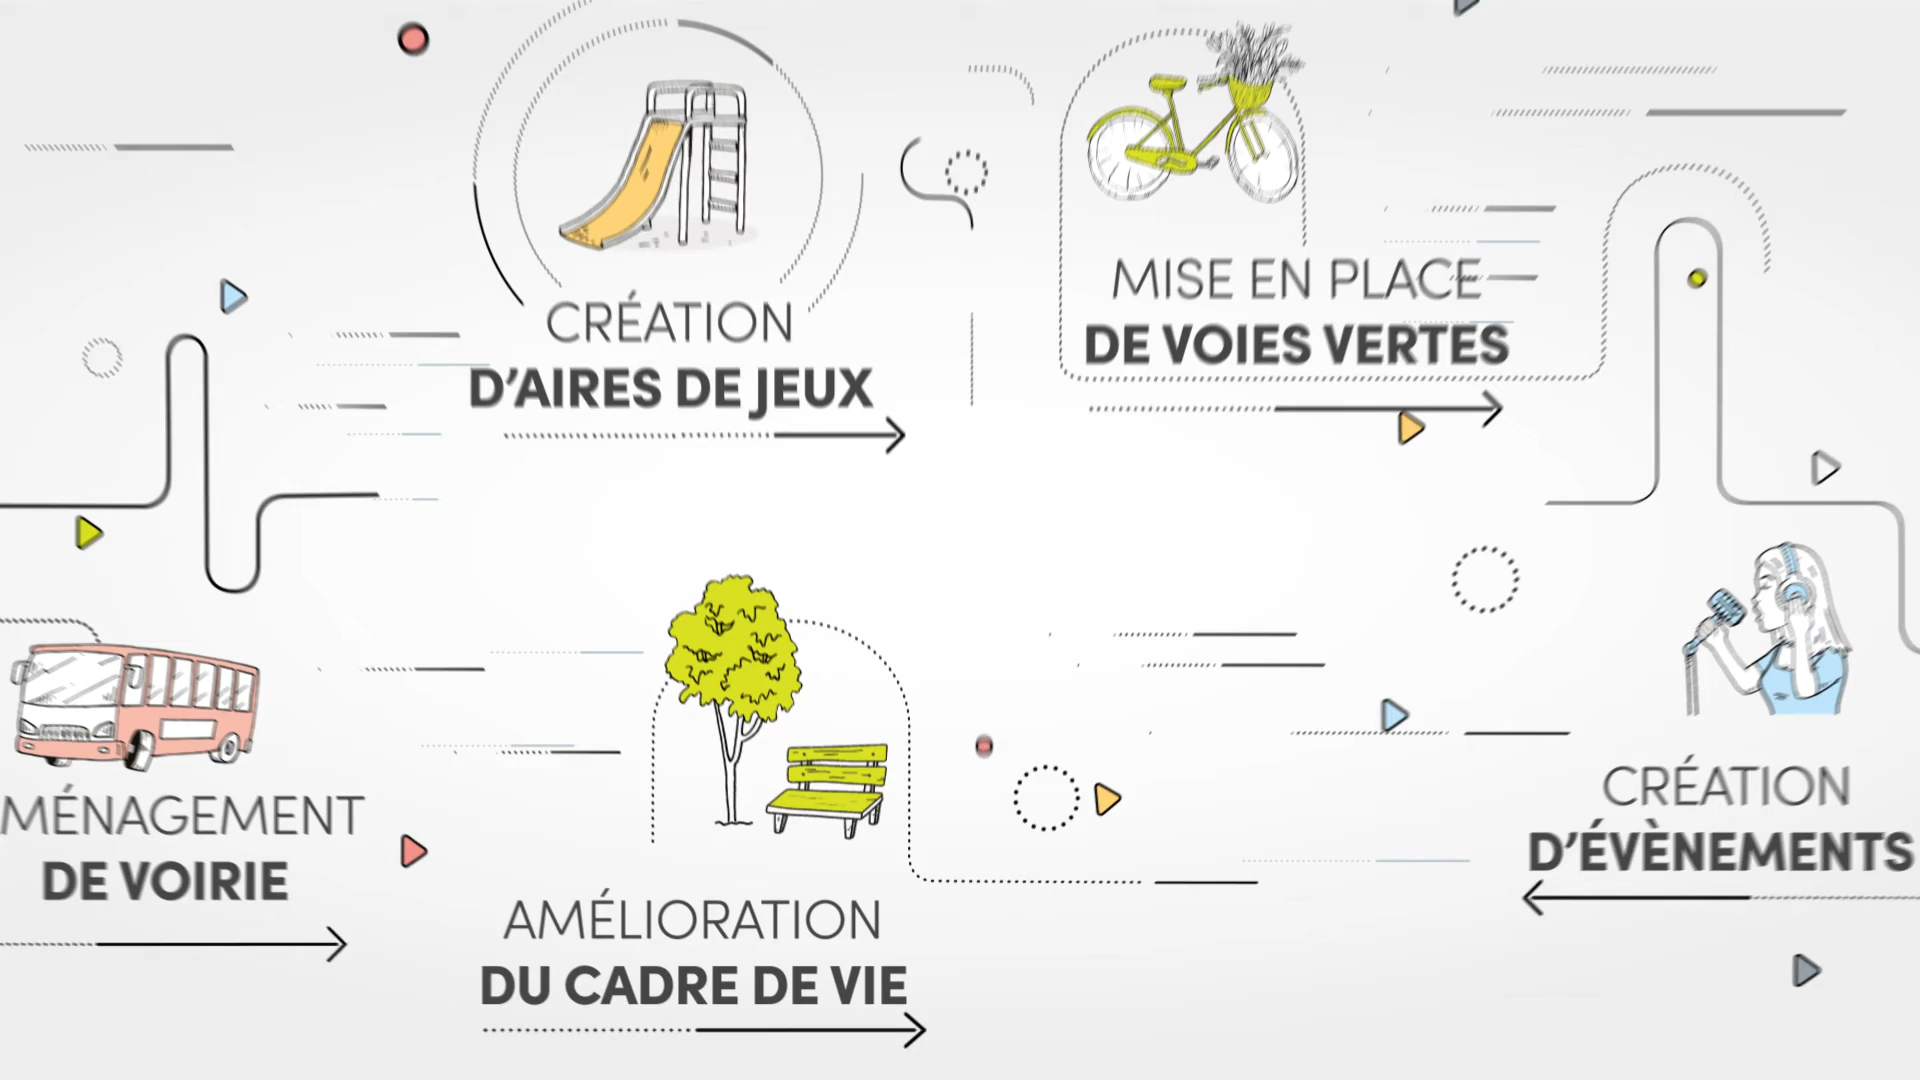 CRÉATION
D’AIRES DE JEUX
MISE EN PLACE
DE VOIES VERTES
MÉNAGEMENT
DE VOIRIE
AMÉLIORATION
DU CADRE DE VIE
CRÉATION
D’ÉVÈNEMENTS